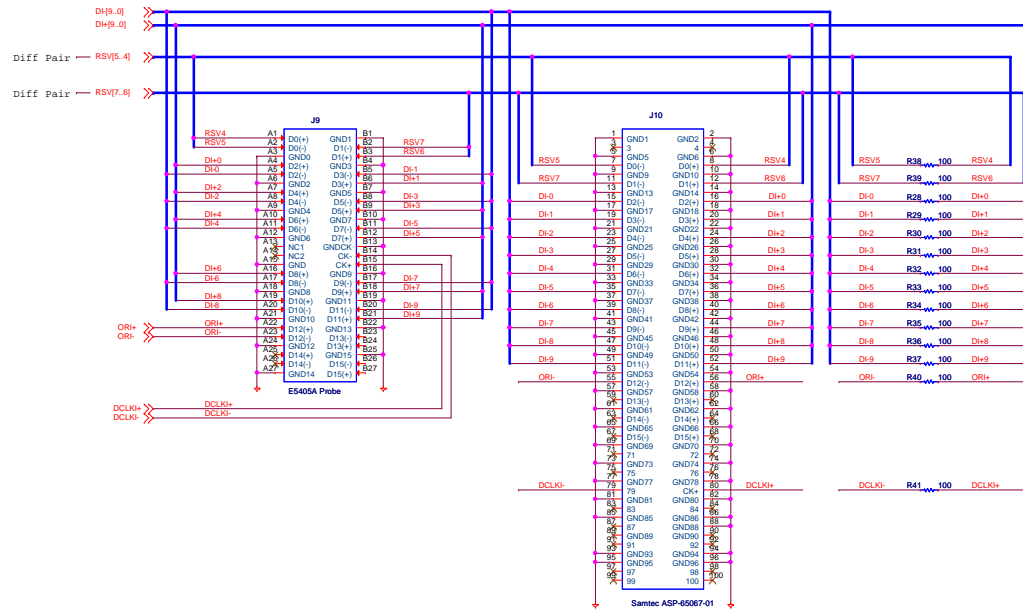 DI-[9..0]
DI+[9..0]
Diff Pair RSV[5..4]
Diff Pair RSV[7..6]
J9
RSV4 A1 D0(+) GND1 B1
RSV5 A2 D0(-) D1(-) B2 RSV7
A3 GND0 D1(+) B3 RSV6
DI+0 A4 D2(+) GND3 B4
DI-0 A5 D2(-) D3(-) B5 DI-1
A6 GND2 D3(+) B6 DI+1
DI+2 A7 D4(+) GND5 B7
DI-2 A8 D4(-) D5(-) B8 DI-3
A9 GND4 D5(+) B9 DI+3
DI+4 A10 D6(+) GND7 B10
DI-4 A11 D6(-) D7(-) B11 DI-5
A12 GND6 D7(+) B12 DI+5
A13 NC1 GNDCK B13
A14 NC2 CK- B14
A15 GND CK+ B15
DI+6 A16 D8(+) GND9 B16
DI-6 A17 D8(-) D9(-) B17 DI-7
A18 GND8 D9(+) B18 DI+7
DI+8 A19 D10(+) GND11 B19
DI-8 A20 D10(-) D11(-) B20 DI-9
A21 GND10 D11(+) B21 DI+9
ORI+ ORI+ A22 D12(+) GND13 B22
ORI- ORI- A23 D12(-) D13(-) B23
A24 GND12 D13(+) B24
A25 D14(+) GND15 B25
A26 D14(-) D15(-) B26
A27 GND14 D15(+) B27
E5405A Probe
DCLKI+ DCLKI+
DCLKI- DCLKI-
J10
1 GND1 GND2 2
3 3 4 4
5 GND5 GND6 6
RSV5 7 D0(-) D0(+) 8 RSV4
9 GND9 GND10 10
RSV7 11 D1(-) D1(+) 12 RSV6
13 GND13 GND14 14
DI-0 15 D2(-) D2(+) 16 DI+0
17 GND17 GND18 18
DI-1 19 D3(-) D3(+) 20 DI+1
21 GND21 GND22 22
DI-2 23 D4(-) D4(+) 24 DI+2
25 GND25 GND26 26
DI-3 27 D5(-) D5(+) 28 DI+3
29 GND29 GND30 30
DI-4 31 D6(-) D6(+) 32 DI+4
33 GND33 GND34 34
DI-5 35 D7(-) D7(+) 36 DI+5
37 GND37 GND38 38
DI-6 39 D8(-) D8(+) 40 DI+6
41 GND41 GND42 42
DI-7 43 D9(-) D9(+) 44 DI+7
45 GND45 GND46 46
DI-8 47 D10(-) D10(+) 48 DI+8
49 GND49 GND50 50
DI-9 51 D11(-) D11(+) 52 DI+9
53 GND53 GND54 54
ORI- 55 D12(-) D12(+) 56 ORI+
57 GND57 GND58 58
59 D13(-) D13(+) 60
61 GND61 GND62 62
63 D14(-) D14(+) 64
65 GND65 GND66 66
67 D15(-) D15(+) 68
69 GND69 GND70 70
71 71 72 72
73 GND73 GND74 74
75 75 76 76
77 GND77 GND78 78
DCLKI- 79 79 CK+ 80 DCLKI+
81 GND81 GND80 82
83 83 84 84
85 GND85 GND86 86
87 87 GND88 88
89 GND89 GND90 90
91 91 92 92
93 GND93 GND94 94
95 GND95 GND96 96
97 97 98 98
99 99 100 100
Samtec ASP-65067-01
RSV5 R38 100 RSV4
RSV7 R39 100 RSV6
DI-0 R28 100 DI+0
DI-1 R29 100 DI+1
DI-2 R30 100 DI+2
DI-3 R31 100 DI+3
DI-4 R32 100 DI+4
DI-5 R33 100 DI+5
DI-6 R34 100 DI+6
DI-7 R35 100 DI+7
DI-8 R36 100 DI+8
DI-9 R37 100 DI+9
ORI- R40 100 ORI+
DCLKI- R41 100 DCLKI+